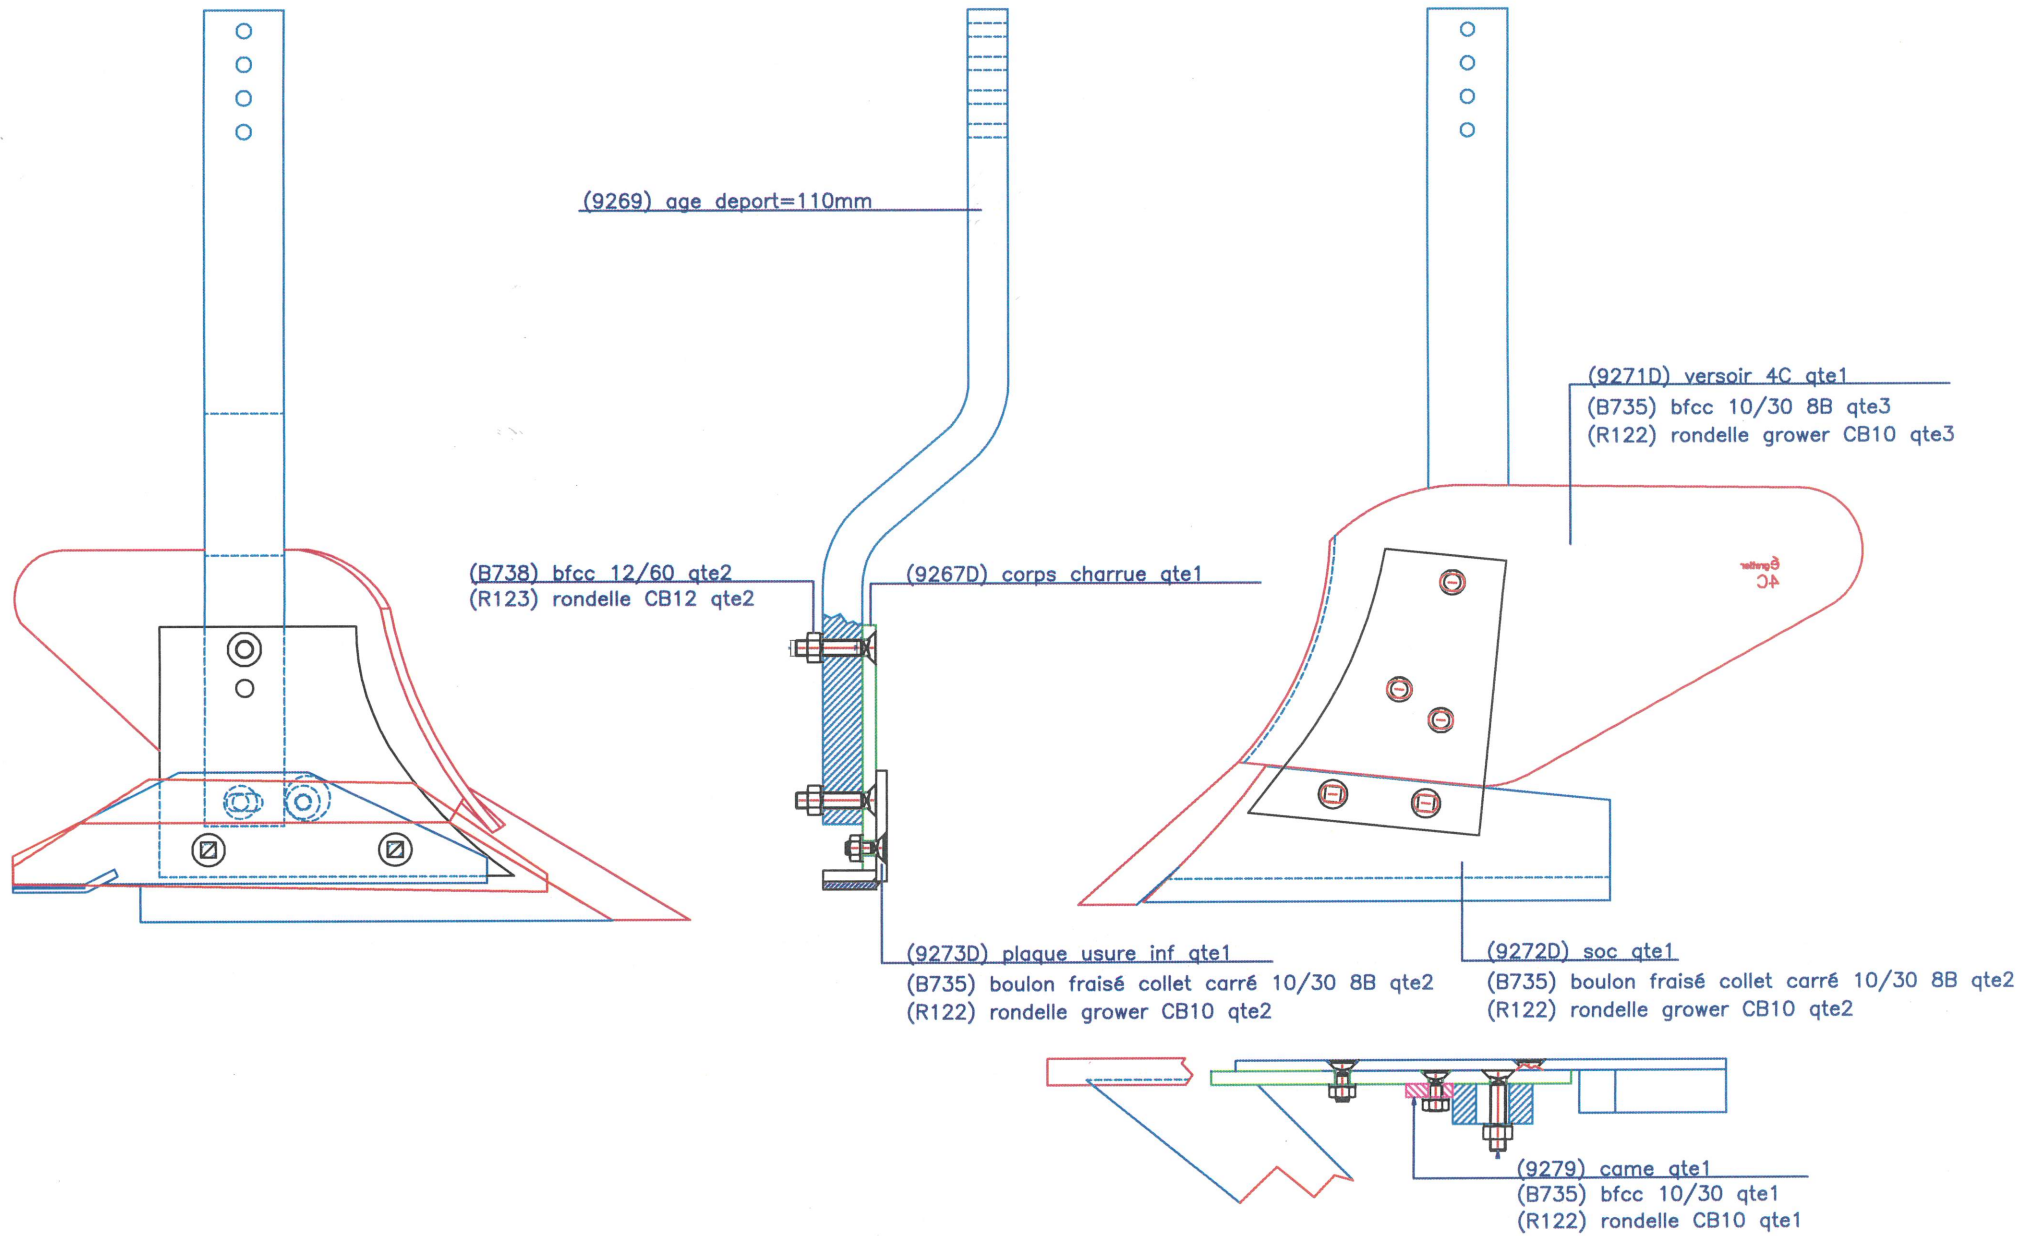 (9269) age deport=110mm
(9271D) versoir 4C qte1
(B735) bfcc 10/30 8B qte3
(R122) rondelle grower CB10 qte3
(B738) bfcc 12/60 qte2
(R123) rondelle CB12 qte2
(9267D) corps charrue qte1
égretier
4C
(9273D) plaque usure inf qte1
(B735) boulon fraisé collet carré 10/30 8B qte2
(R122) rondelle grower CB10 qte2
(9272D) soc qte1
(B735) boulon fraisé collet carré 10/30 8B qte2
(R122) rondelle grower CB10 qte2
(9279) came qte1
(B735) bfcc 10/30 qte1
(R122) rondelle CB10 qte1